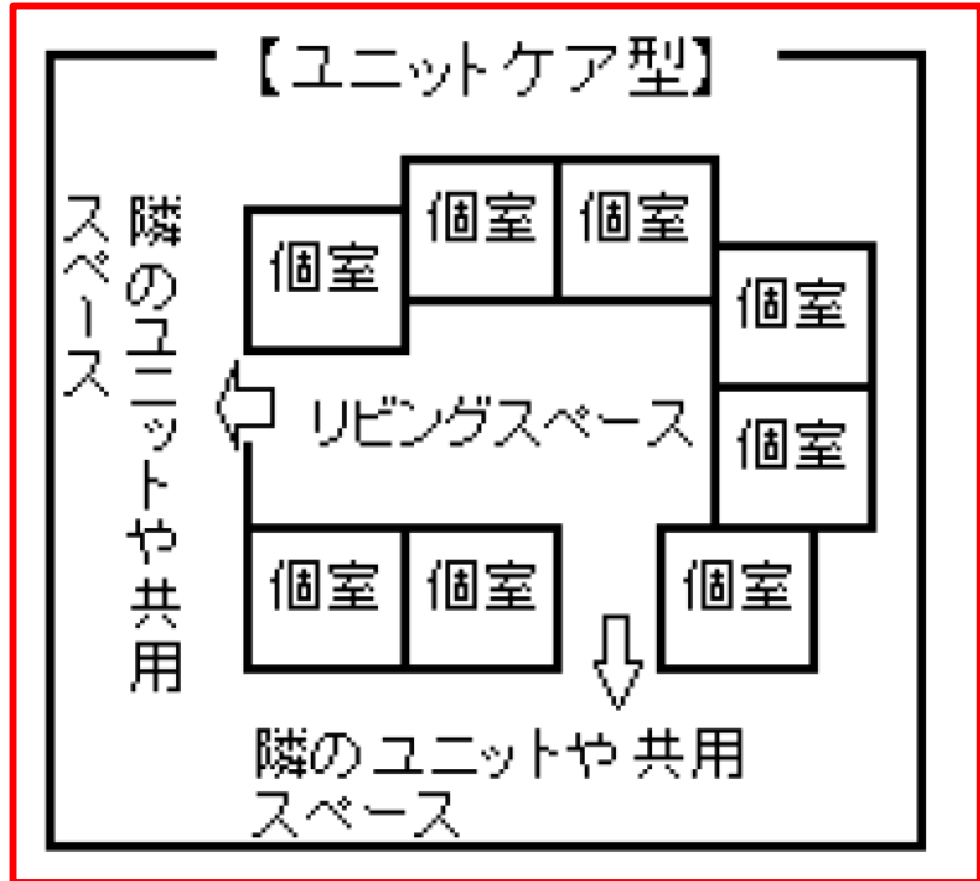 【ユニットケア型】
個室
個室
個室
個室
個室
個室
個室
個室
リビングスペース
隣のユニットや共用
スペース
隣のユニットや共用
スペース